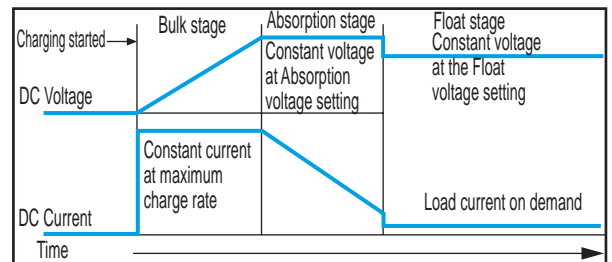 Charging started
Bulk stage
Absorption stage
Constant voltage
at Absorption
voltage setting
Float stage
Constant voltage
at the Float
voltage setting
DC Voltage
Constant current
at maximum
charge rate
Load current on demand
DC Current
Time